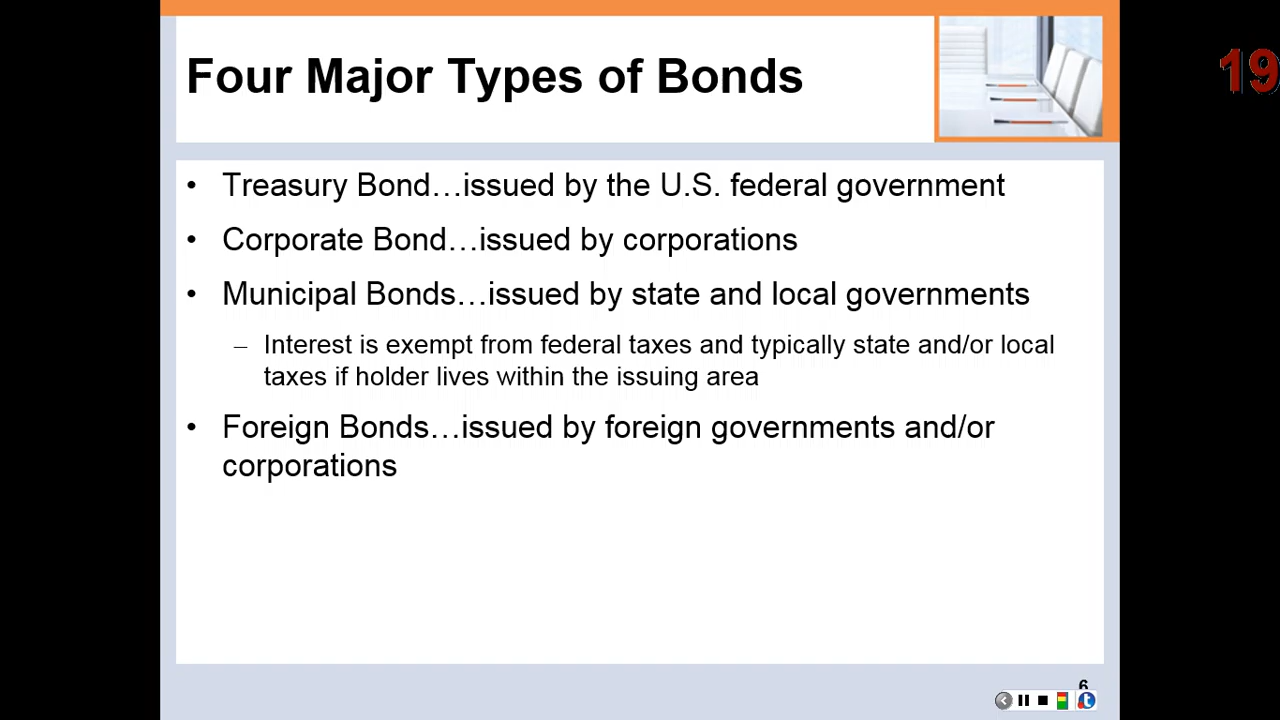 Four Major Types of Bonds
19
• Treasury Bond…issued by the U.S. federal government
• Corporate Bond…issued by corporations
• Municipal Bonds…issued by state and local governments
– Interest is exempt from federal taxes and typically state and/or local
taxes if holder lives within the issuing area
• Foreign Bonds…issued by foreign governments and/or
corporations
6